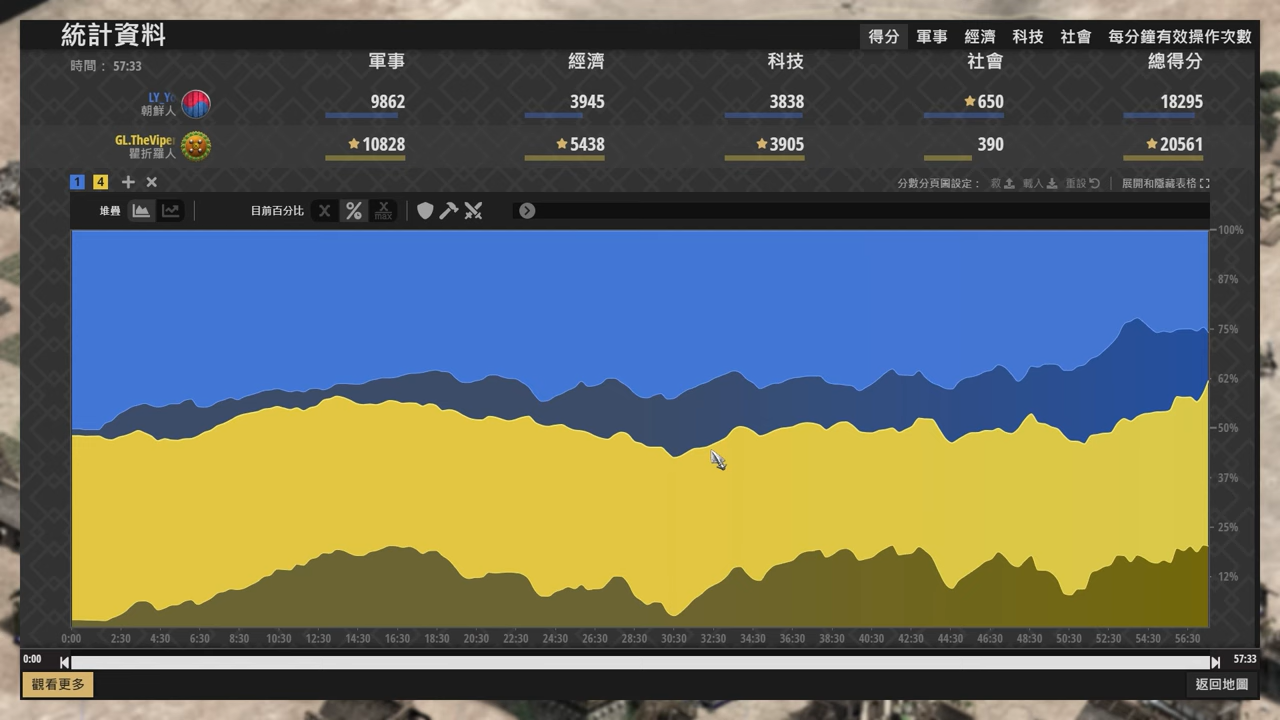 統計資料
得分 軍事 經濟 科技 社會 每分鐘有效操作次數
時間： 57:33
軍事 經濟 科技 社會 總得分
LY_Y
朝鮮人
9862 3945 3838 650 18295
GL.TheViper
瞿折羅人
10828 5438 3905 390 20561
1 4
分數分頁圖設定： 載入 重設 展開和隱藏表格
堆疊 目前百分比 X % X max
100%
87%
75%
62%
50%
37%
25%
12%
0:00 2:30 4:30 6:30 8:30 10:30 12:30 14:30 16:30 18:30 20:30 22:30 24:30 26:30 28:30 30:30 32:30 34:30 36:30 38:30 40:30 42:30 44:30 46:30 48:30 50:30 52:30 54:30 56:30
0:00 57:33
觀看更多 返回地圖